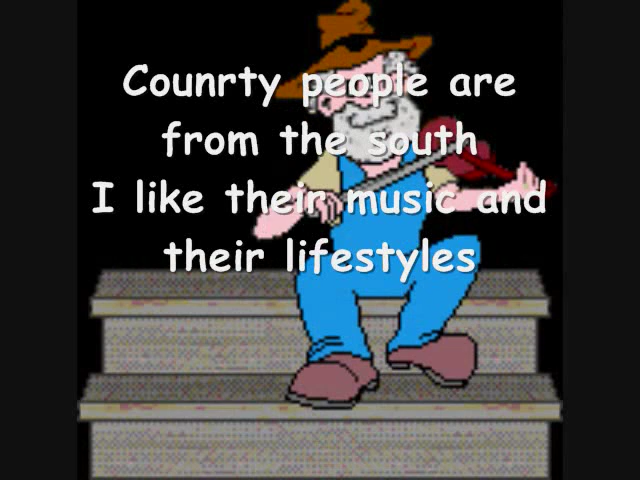 Counrty people are
from the south
I like their music and
their lifestyles